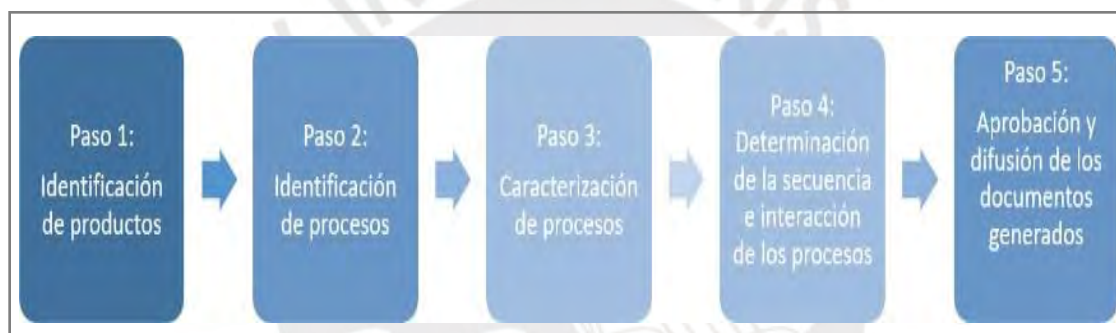 Paso 1:
Identificación
de productos
Paso 2:
Identificación
de procesos
Paso 3:
Caracterización
de procesos
Paso 4:
Determinación
de la secuencia
e interacción
de los procesos
Paso 5:
Aprobación y
difusión de los
documentos
generados